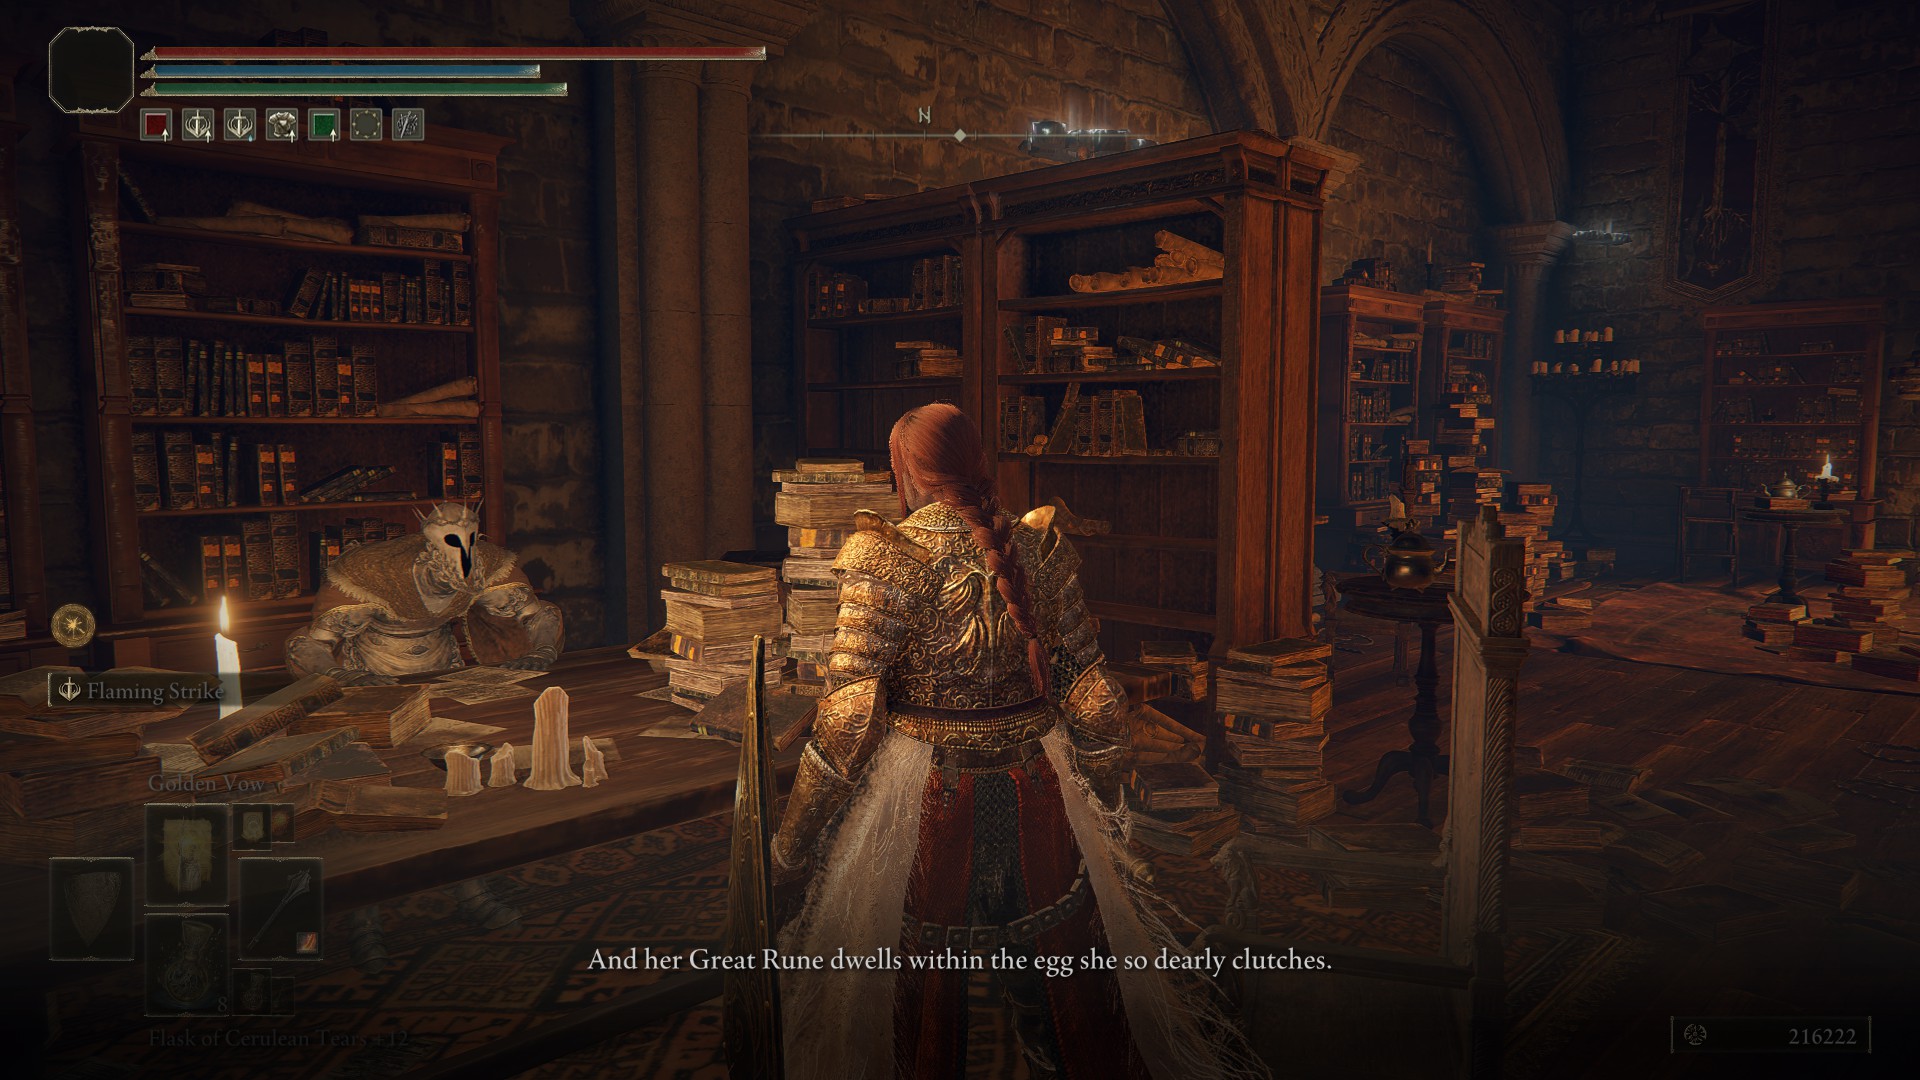 N
Flaming Strike
Golden Vow
8
Flask of Cerulean Tears +12
And her Great Rune dwells within the egg she so dearly clutches.
216222